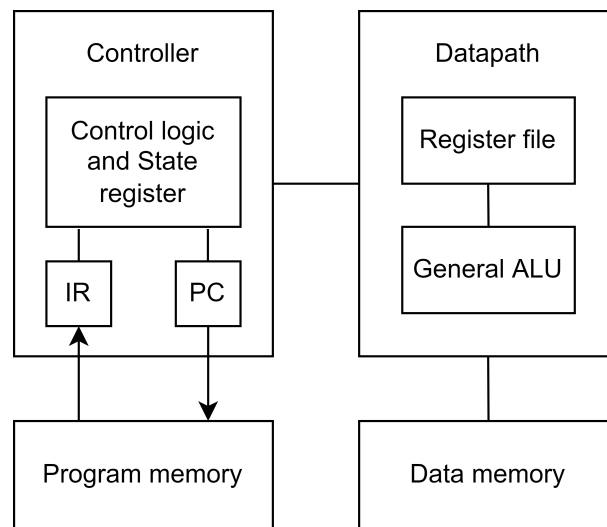 Controller
Control logic
and State
register
IR
PC
Program memory
Datapath
Register file
General ALU
Data memory